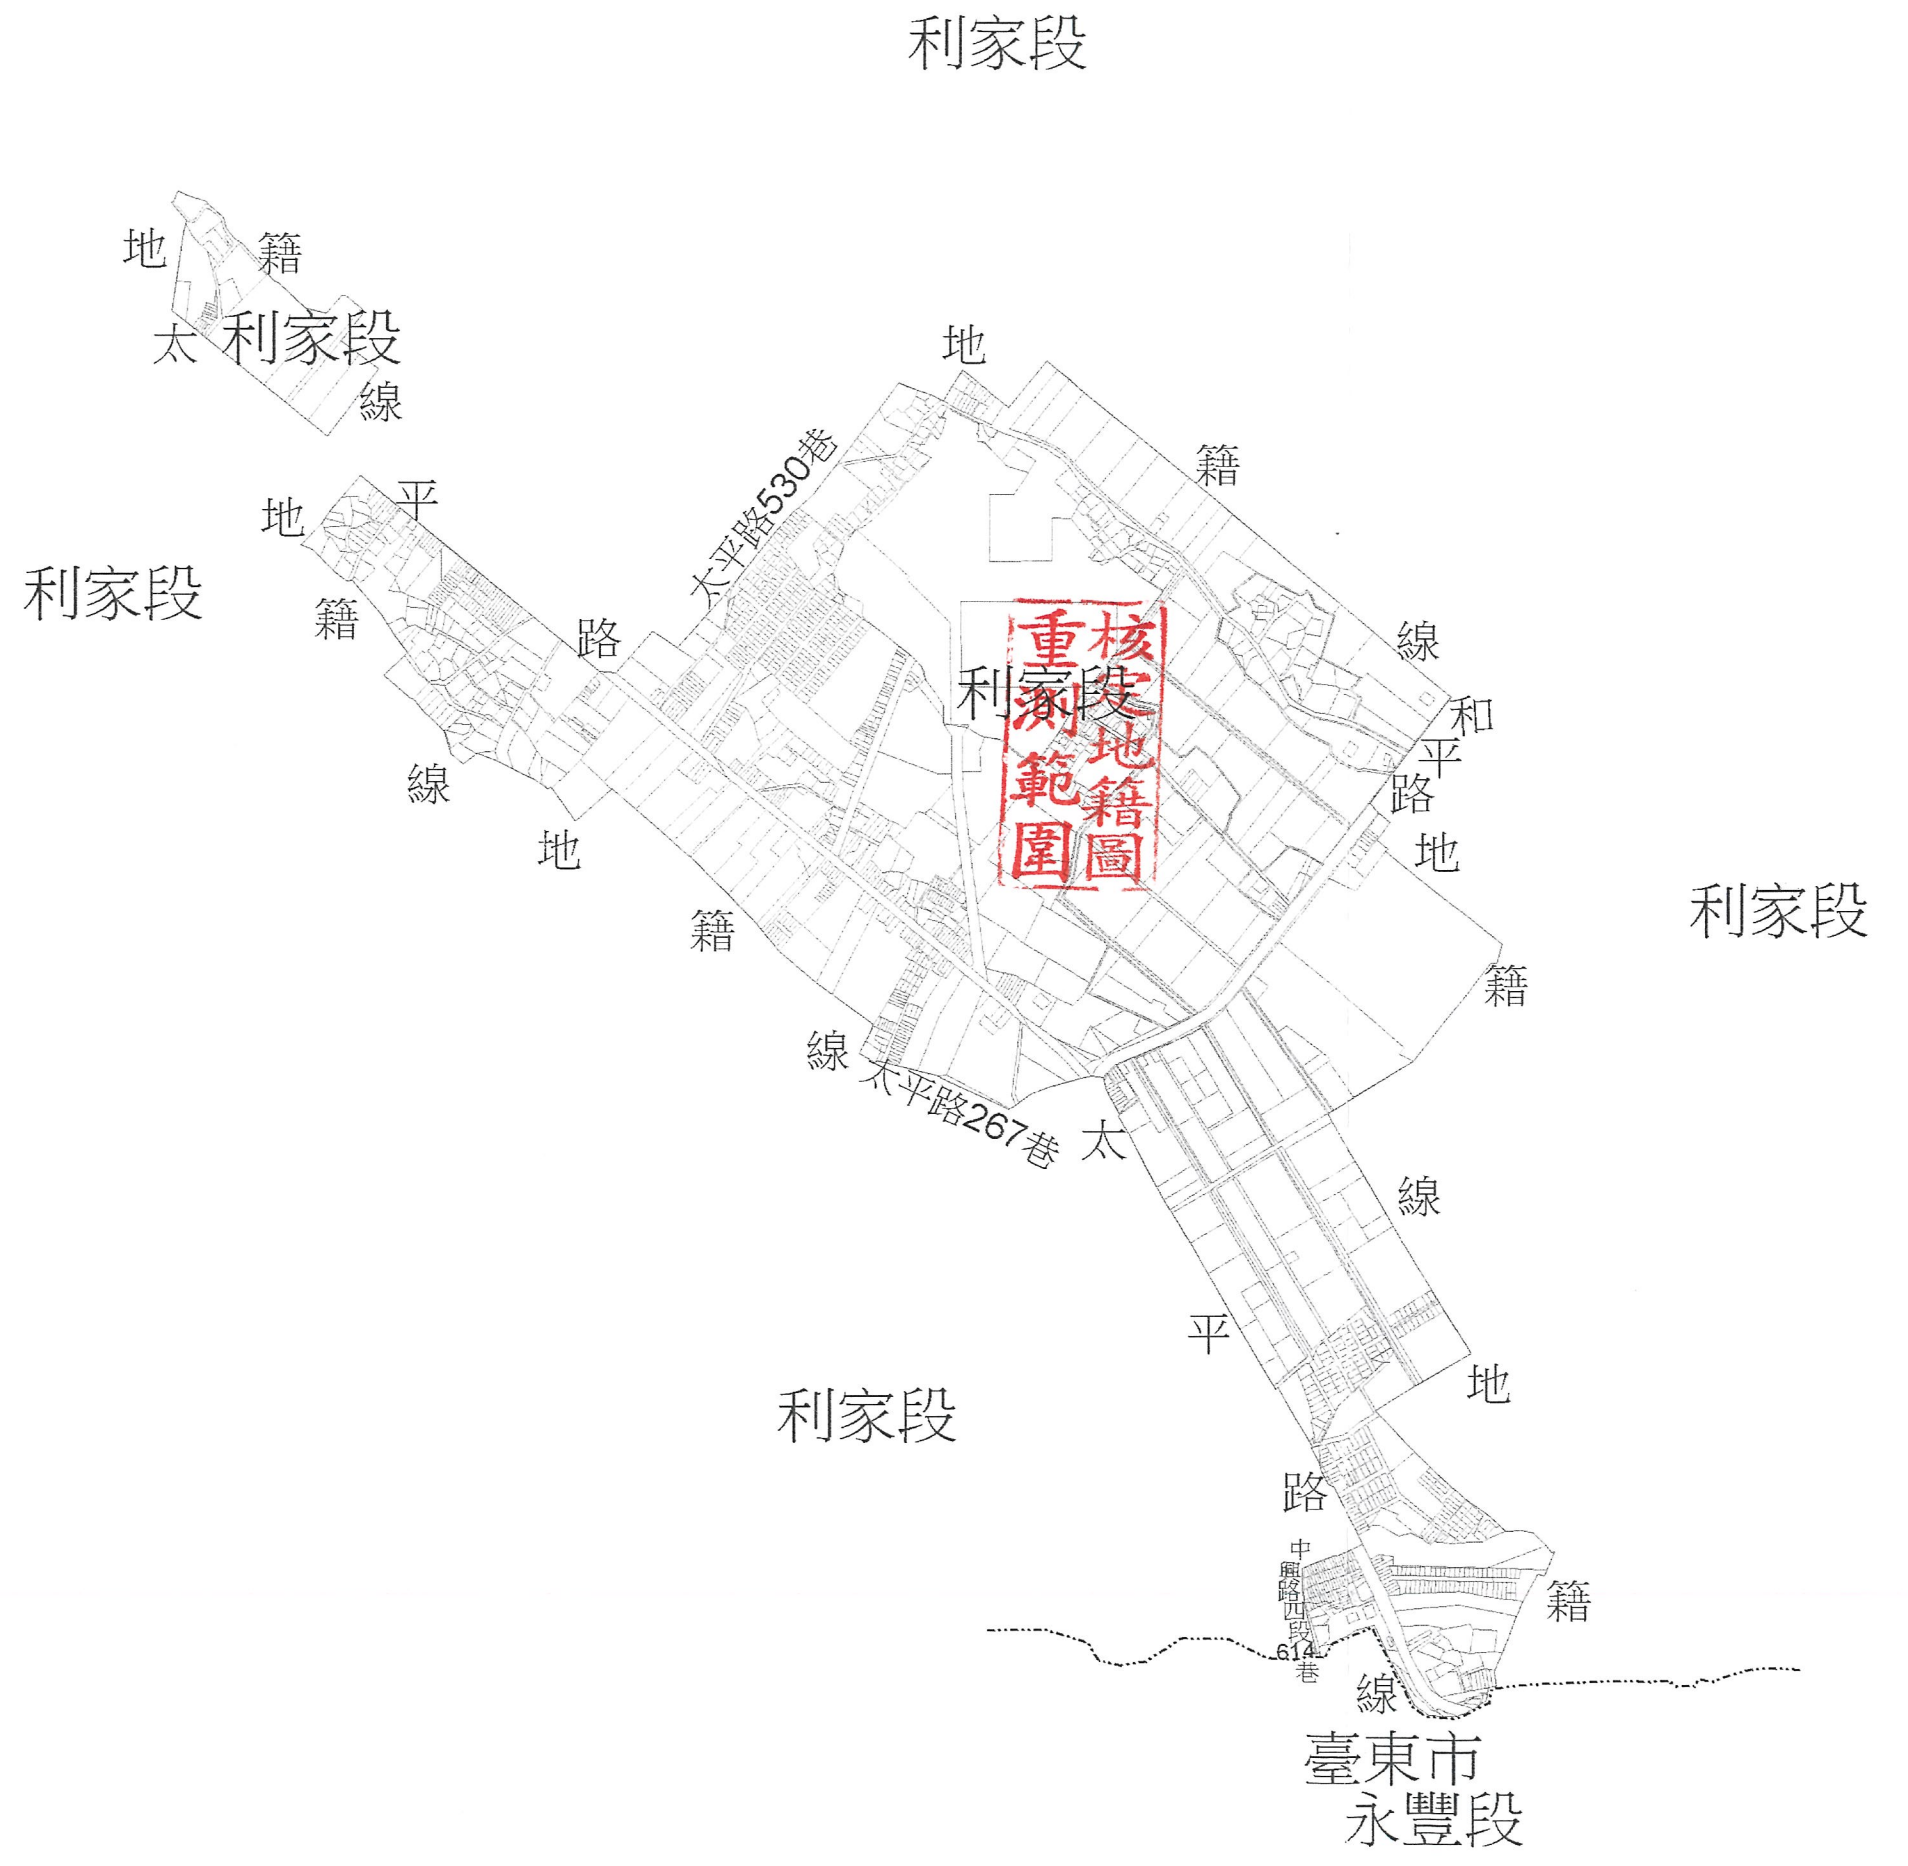 利家段
地籍線
太平路
利家段
地籍線
太平路530巷
地籍線
利家段
和平路
核定地籍圖
重測範圍
利家段
地籍線
利家段
地籍線
太平路267巷
太平路
利家段
地籍線
中興路四段614巷
臺東市
永豐段